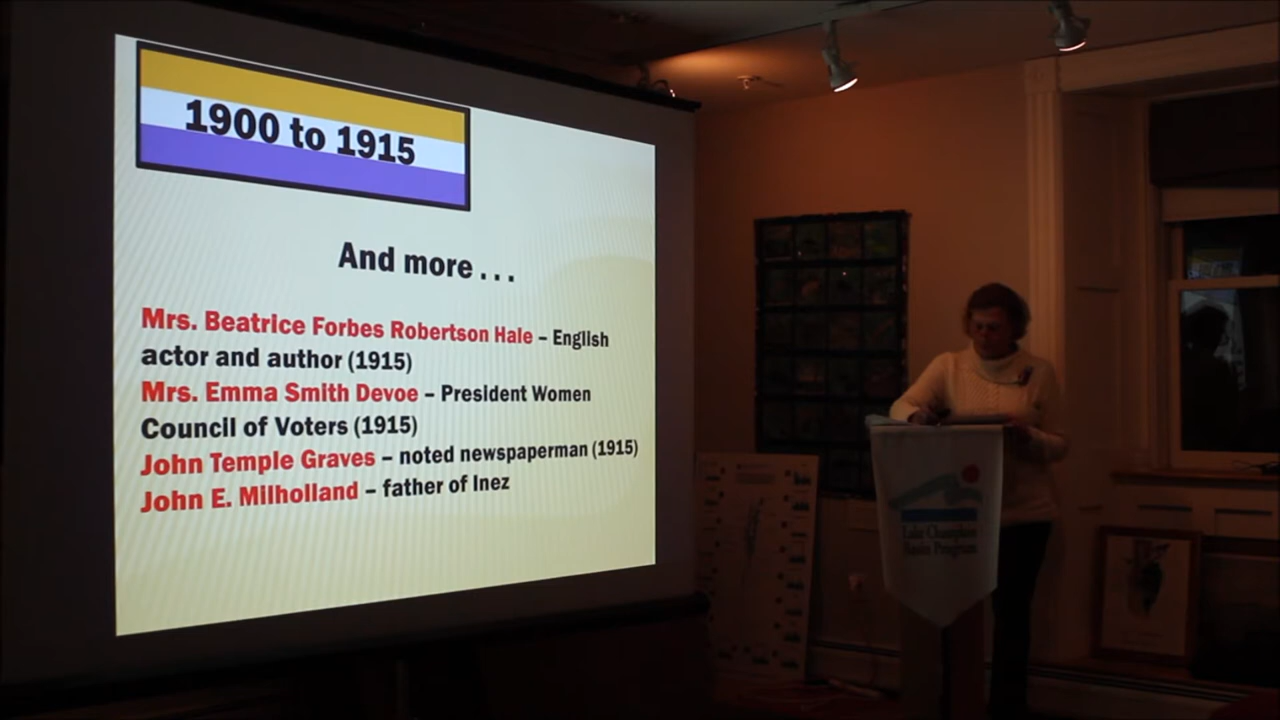 1900 to 1915
And more . . .
Mrs. Beatrice Forbes Robertson Hale – English
actor and author (1915)
Mrs. Emma Smith Devoe – President Women
Council of Voters (1915)
John Temple Graves – noted newspaperman (1915)
John E. Milholland – father of Inez
Lake Champlain
Basin Program